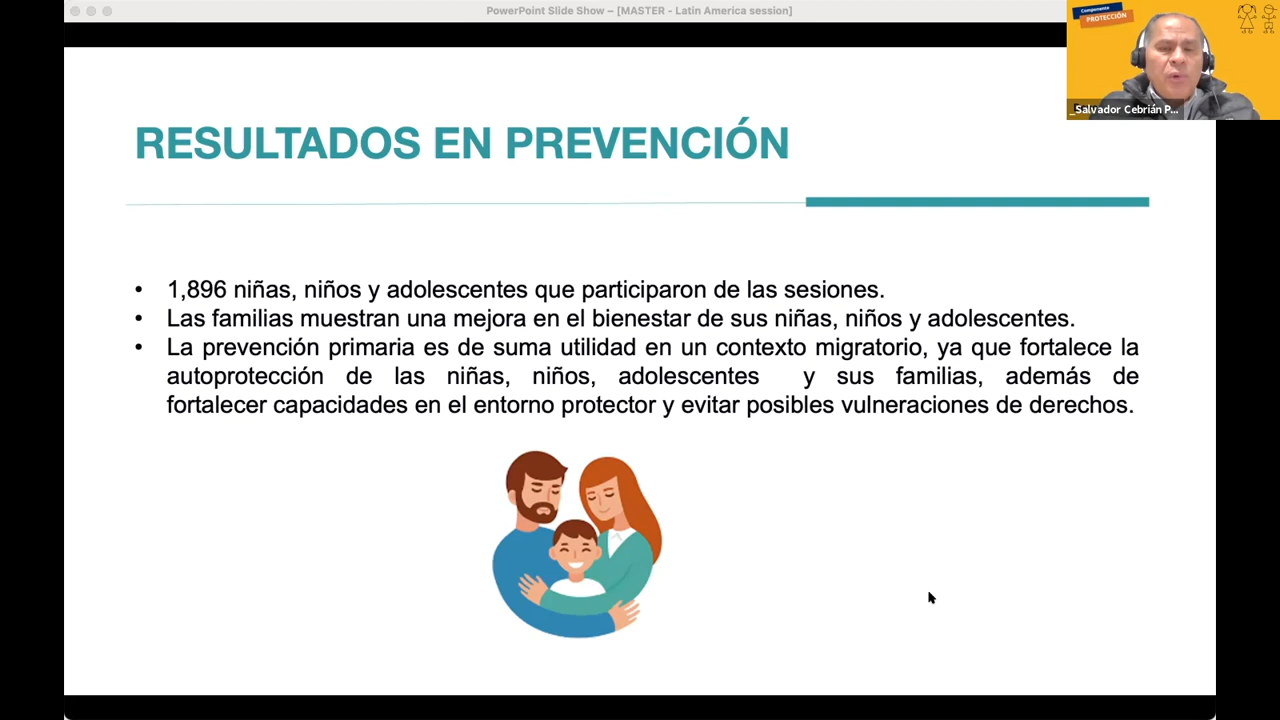 PowerPoint Slide Show – [MASTER - Latin America session]
Componente
PROTECCIÓN
_Salvador Cebrián P...
RESULTADOS EN PREVENCIÓN
• 1,896 niñas, niños y adolescentes que participaron de las sesiones.
• Las familias muestran una mejora en el bienestar de sus niñas, niños y adolescentes.
• La prevención primaria es de suma utilidad en un contexto migratorio, ya que fortalece la
autoprotección de las niñas, niños, adolescentes y sus familias, además de
fortalecer capacidades en el entorno protector y evitar posibles vulneraciones de derechos.